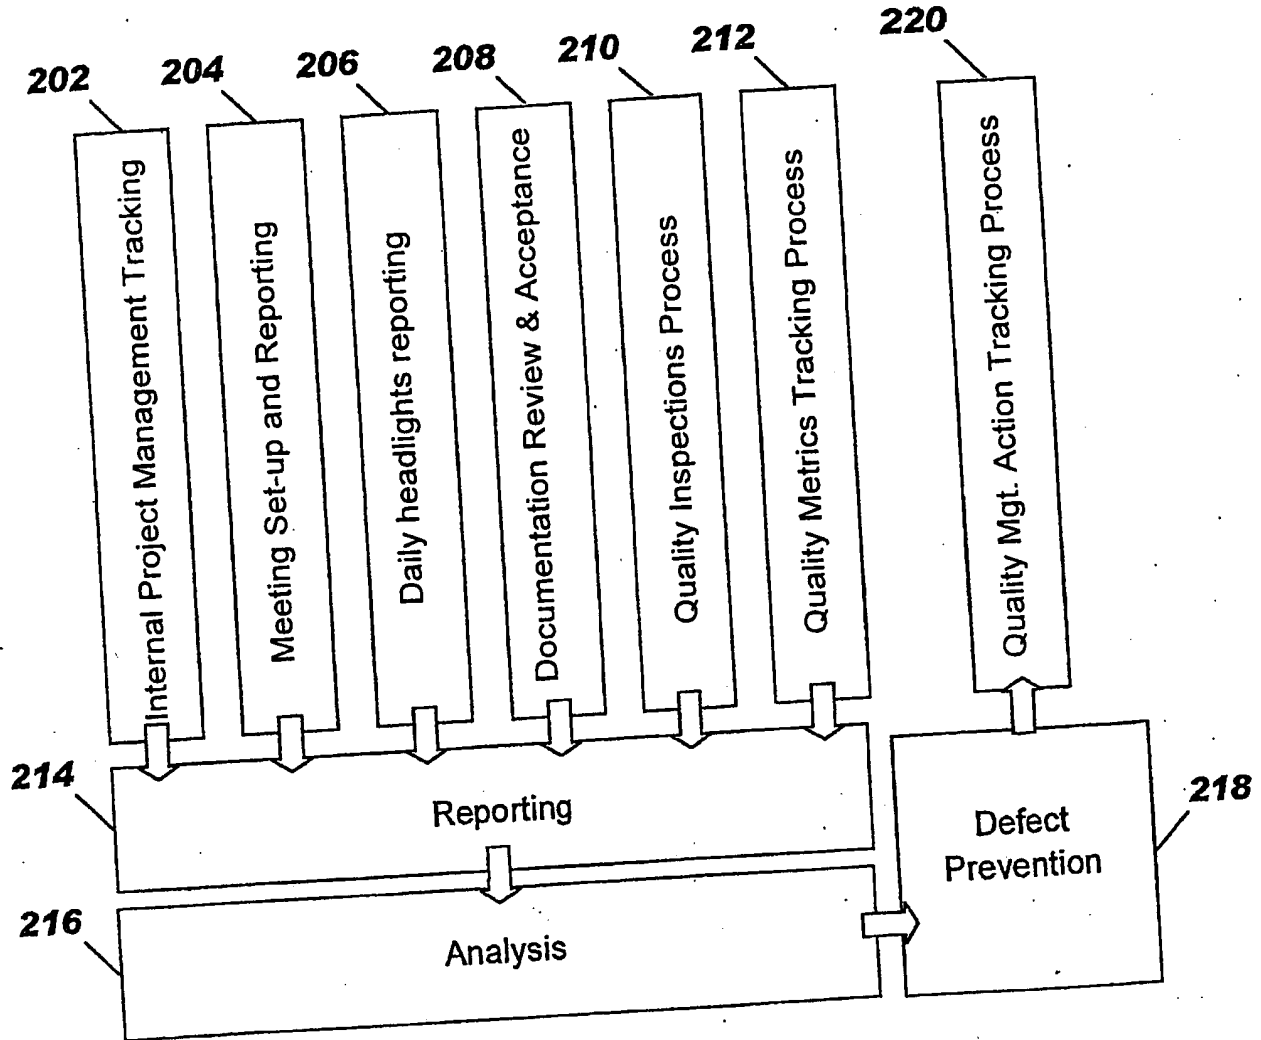 202
204
206
208
210
212
220
Internal Project Management Tracking
Meeting Set-up and Reporting
Daily headlights reporting
Documentation Review & Acceptance
Quality Inspections Process
Quality Metrics Tracking Process
Quality Mgt. Action Tracking Process
214
Reporting
216
Analysis
Defect
Prevention
218